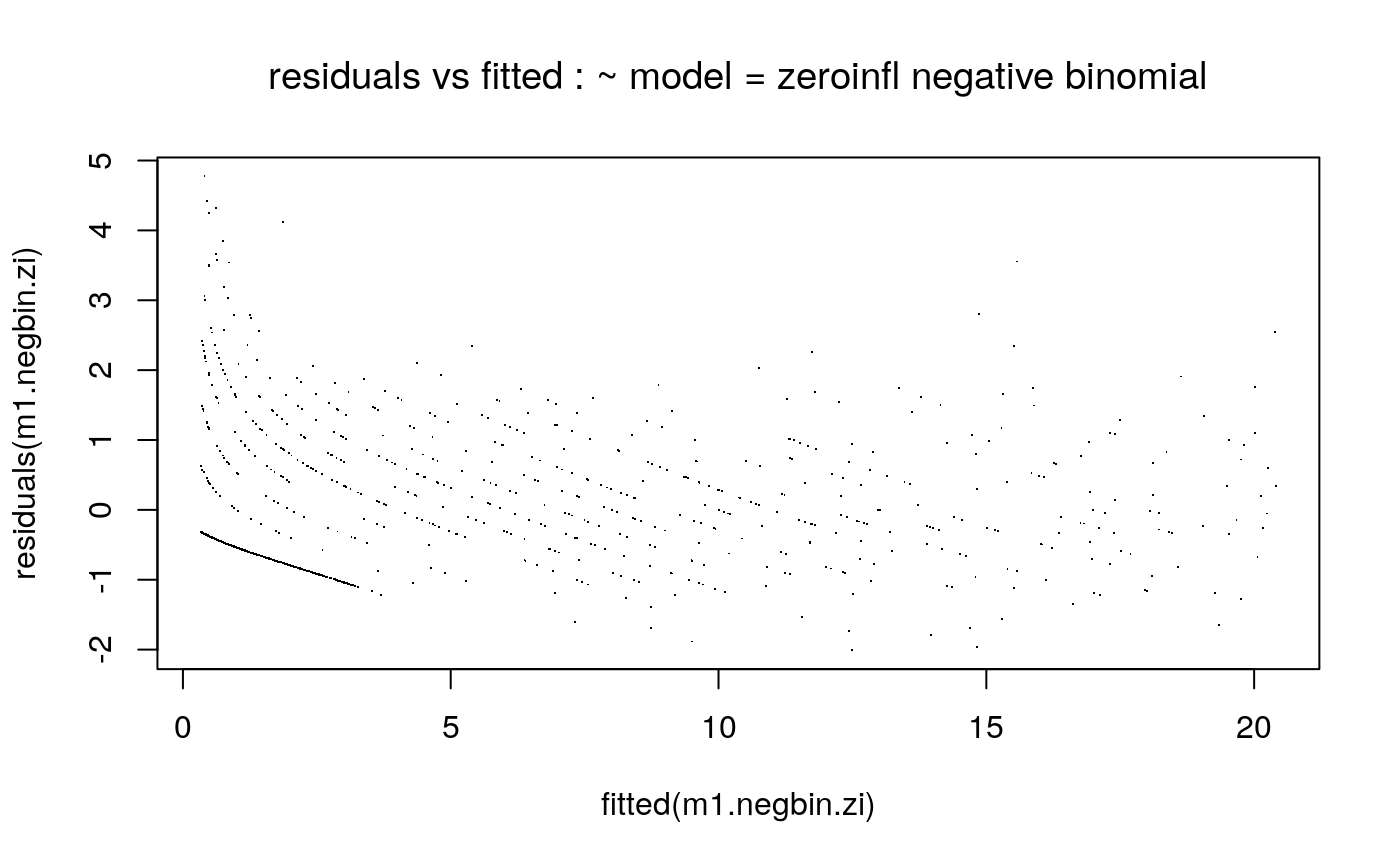 residuals vs fitted : ~ model = zeroinfl negative binomial
residuals(m1.negbin.zi)
5
4
3
2
1
0
-1
-2
0 5 10 15 20
fitted(m1.negbin.zi)